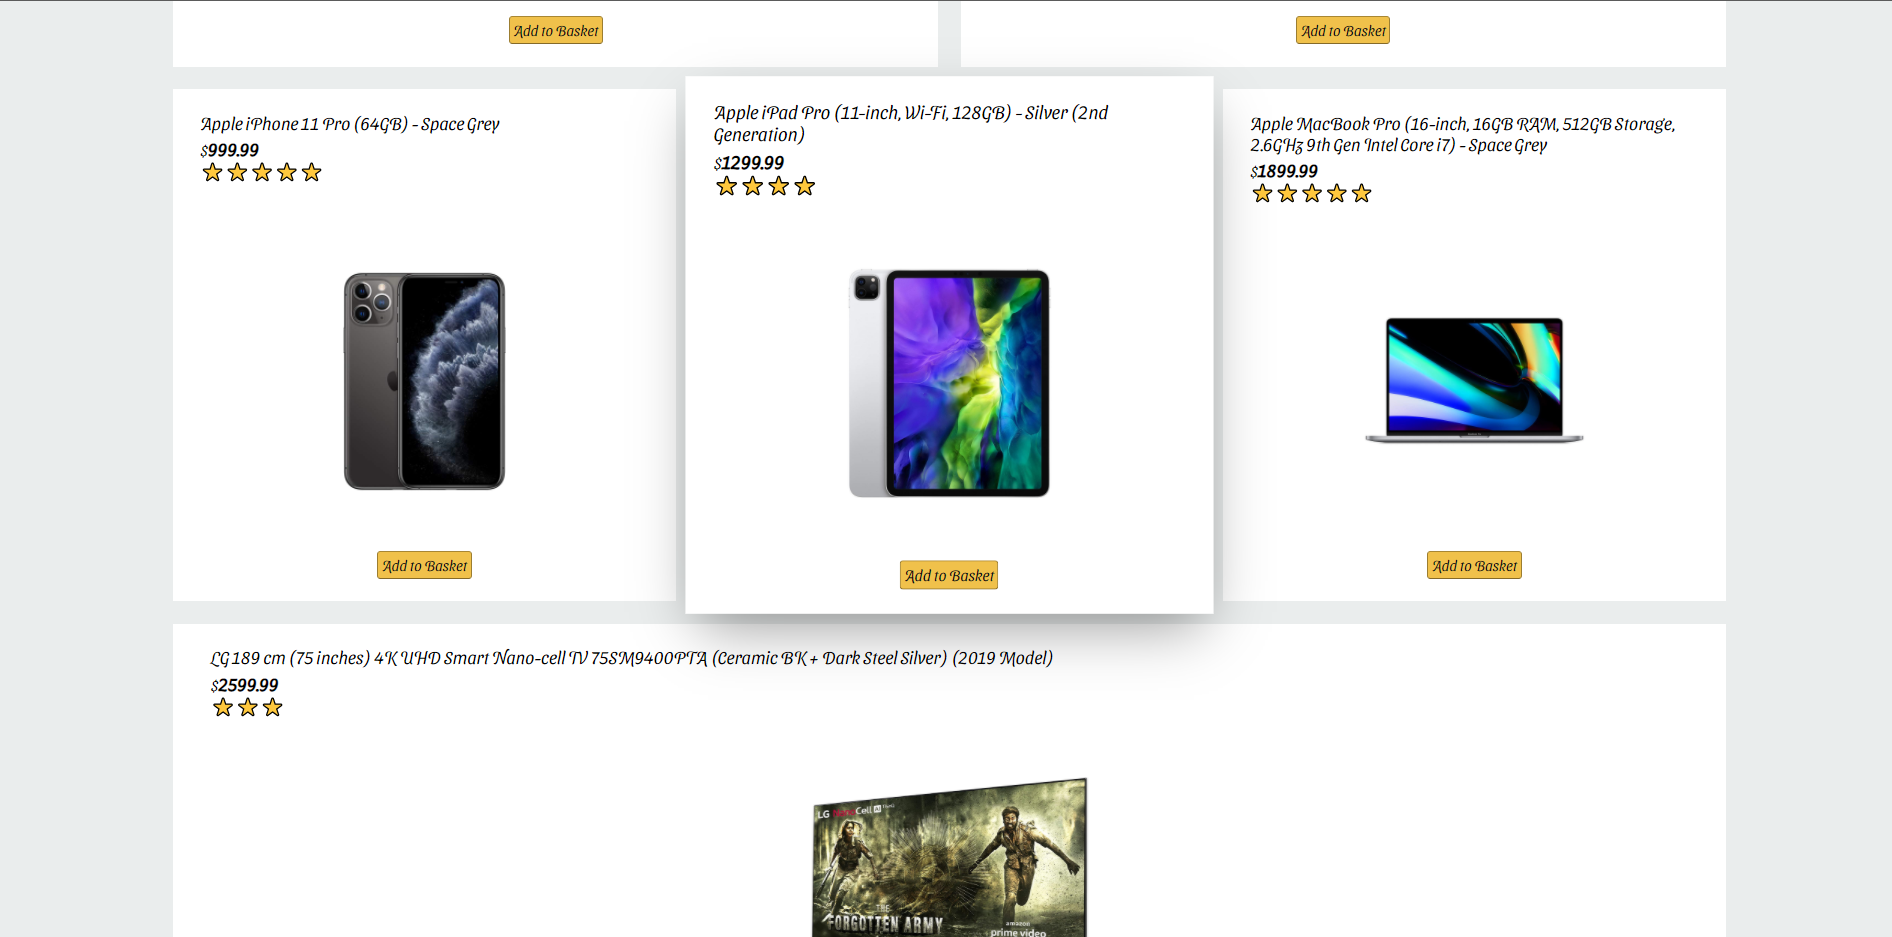 Add to Basket
Add to Basket
Apple iPhone 11 Pro (64GB) - Space Grey
$999.99
Apple iPad Pro (11-inch, Wi-Fi, 128GB) - Silver (2nd
Generation)
$1299.99
Apple MacBook Pro (16-inch, 16GB RAM, 512GB Storage,
2.6GHz 9th Gen Intel Core i7) - Space Grey
$1899.99
Add to Basket
Add to Basket
Add to Basket
LG 189 cm (75 inches) 4K UHD Smart Nano-cell TV 75SM9400PTA (Ceramic BK + Dark Steel Silver) (2019 Model)
$2599.99
LG NanoCell AI ThinQ
THE
FORGOTTEN ARMY
amazon
prime video